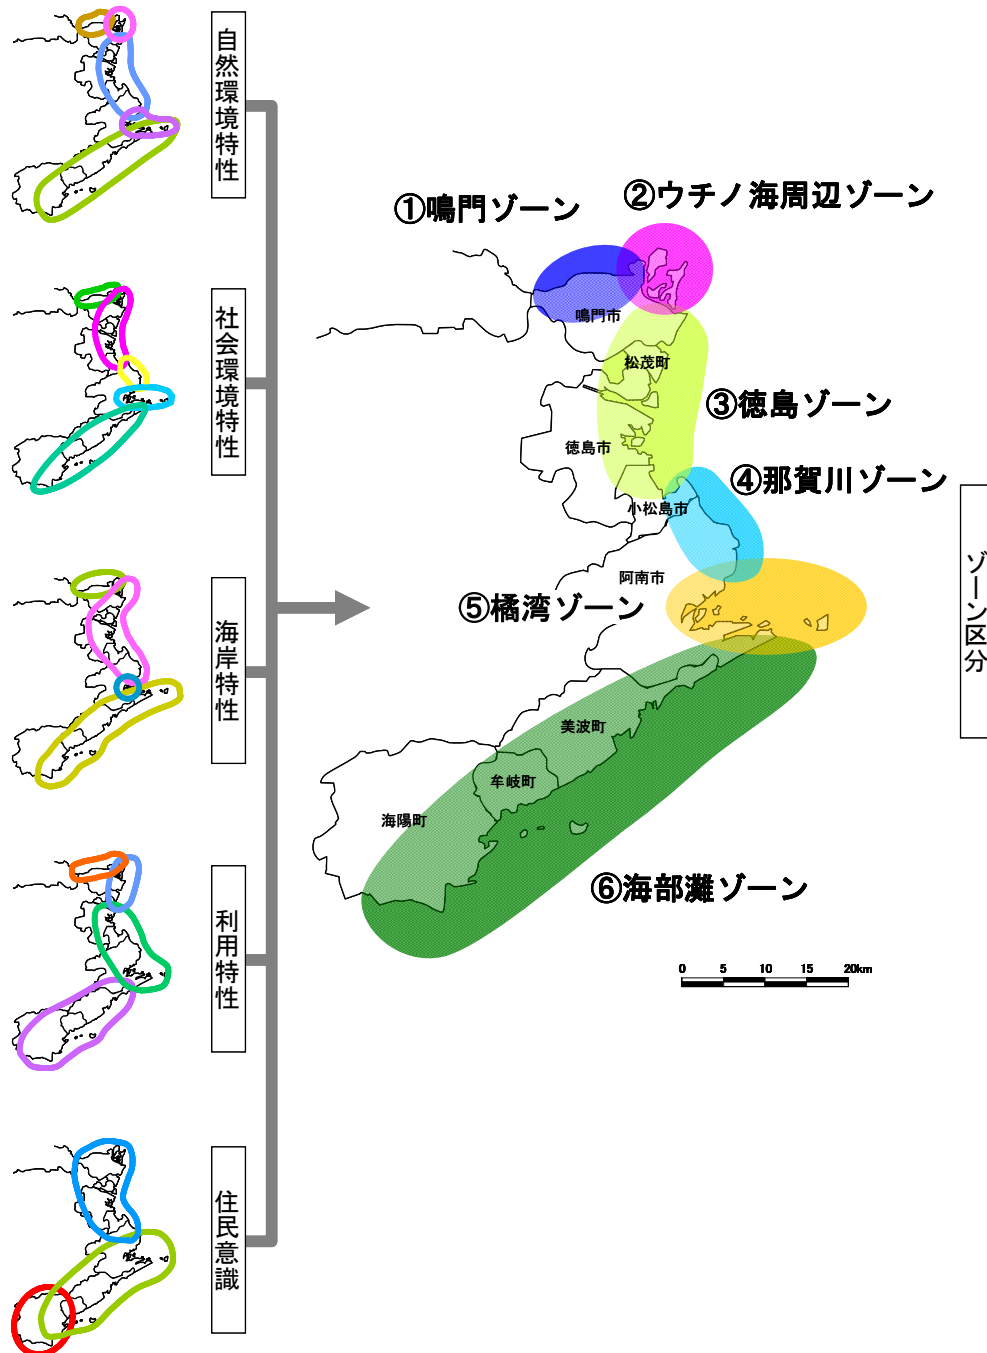 自然環境特性
社会環境特性
海岸特性
利用特性
住民意識
①鳴門ゾーン
②ウチノ海周辺ゾーン
鳴門市
松茂町
③徳島ゾーン
徳島市
④那賀川ゾーン
小松島市
阿南市
⑤橘湾ゾーン
美波町
牟岐町
海陽町
⑥海部灘ゾーン
0 5 10 15 20km
ゾーン区分